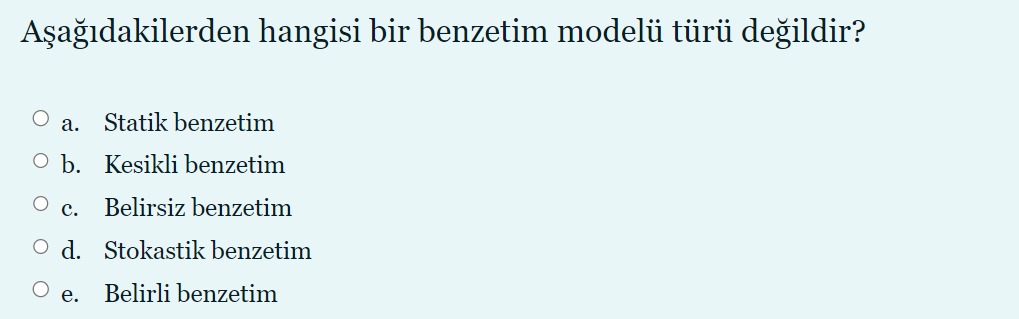 Aşağıdakilerden hangisi bir benzetim modelü türü değildir?
a. Statik benzetim
b. Kesikli benzetim
c. Belirsiz benzetim
d. Stokastik benzetim
e. Belirli benzetim